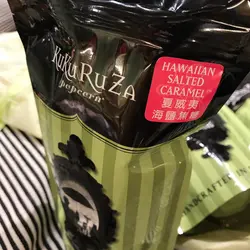 KuKuRuZA
popcorn
HAWAIIAN
SALTED
CARAMEL
夏威夷
海鹽焦糖